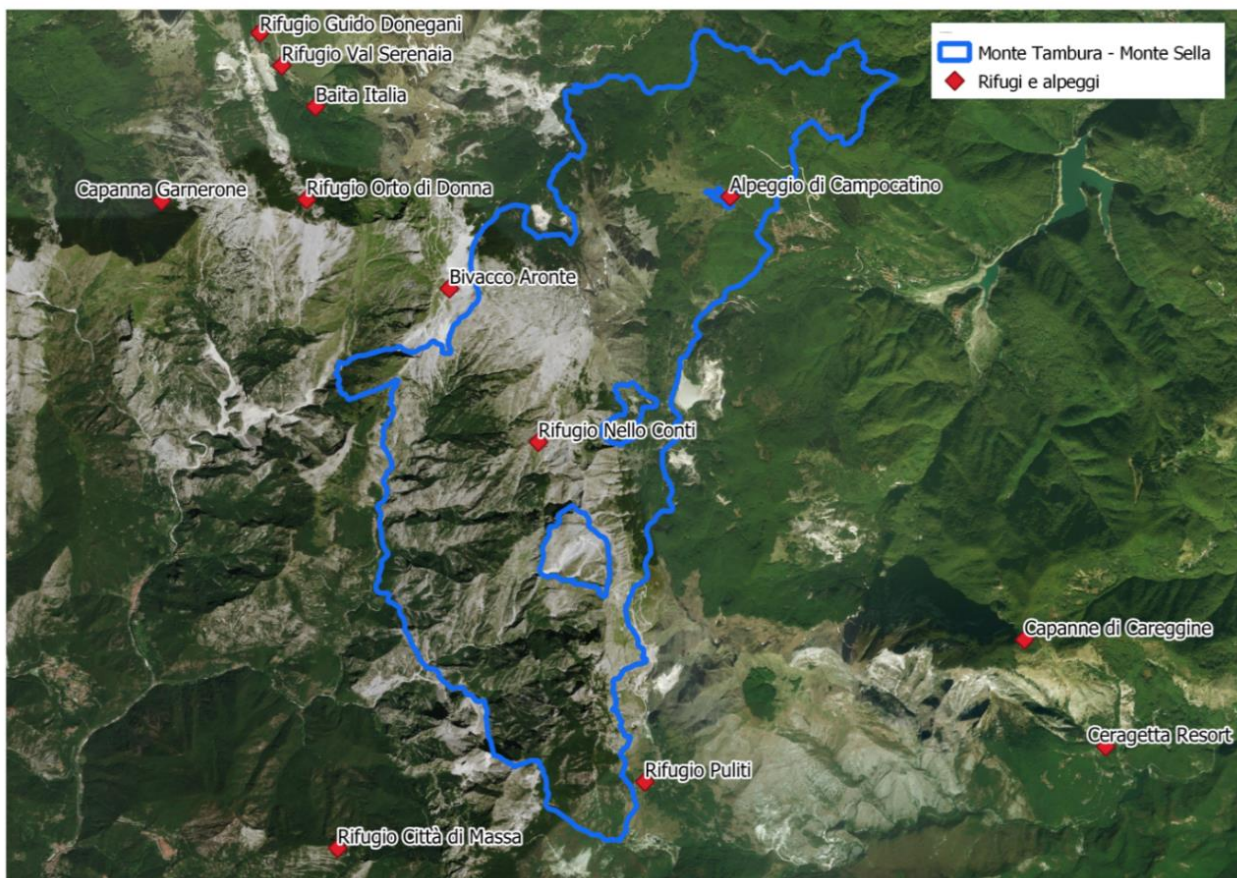 Rifugio Guido Donegani
Monte Tambura - Monte Sella
Rifugio Val Serenaia
Rifugi e alpeggi
Baita Italia
Capanna Garnerone
Rifugio Orto di Donna
Alpeggio di Campocatino
Bivacco Aronte
Rifugio Nello Conti
Capanne di Careggine
Ceragetta Resort
Rifugio Puliti
Rifugio Città di Massa